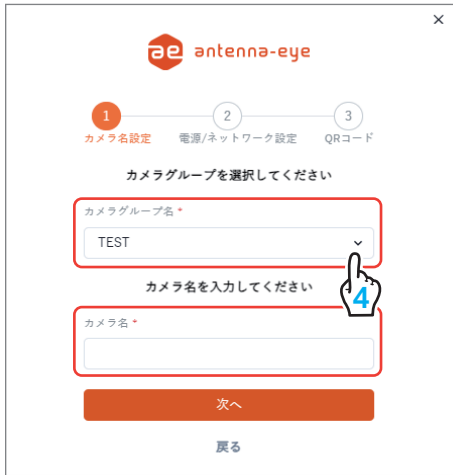 ×
ae antenna-eye
1 2 3
カメラ名設定 電源/ネットワーク設定 QRコード
カメラグループを選択してください
カメラグループ名 *
TEST
4
カメラ名を入力してください
カメラ名 *
次へ
戻る